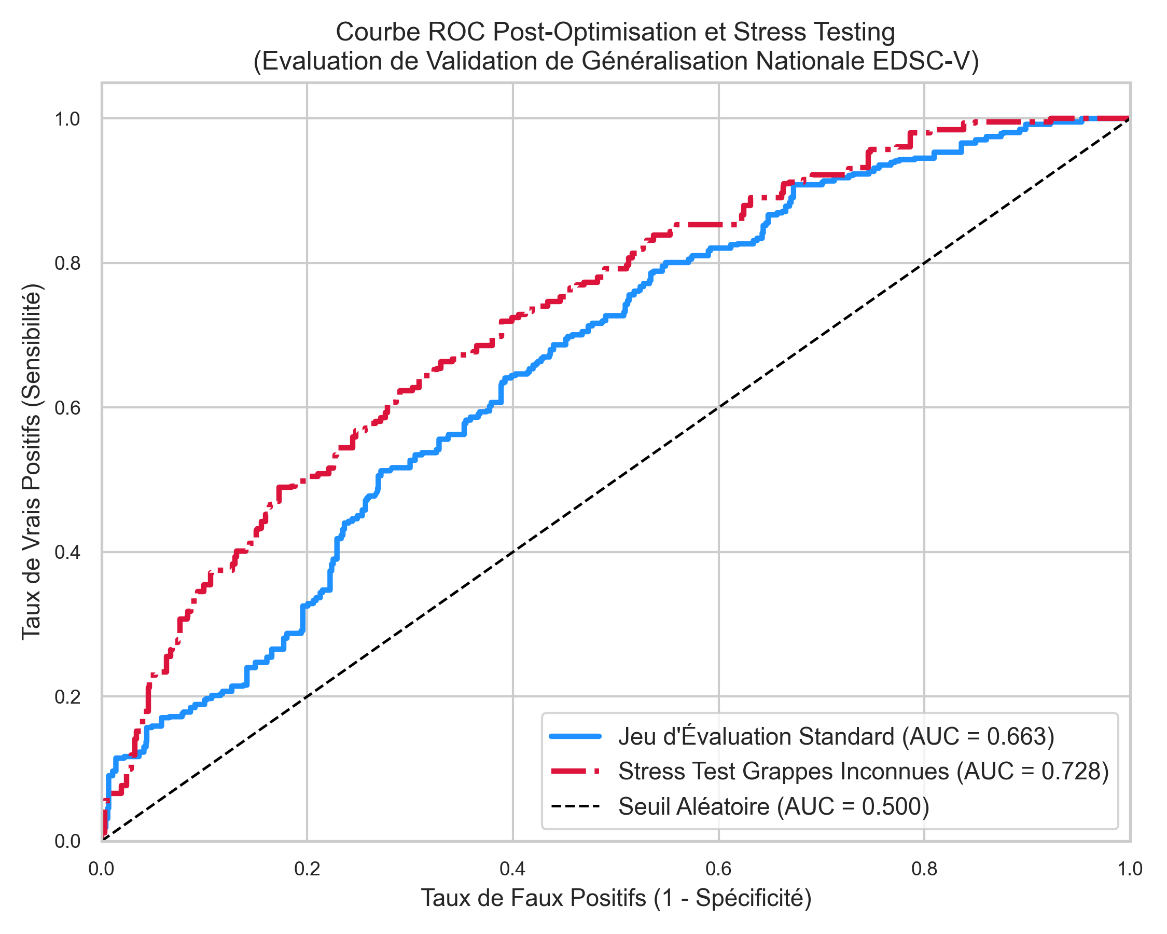 Courbe ROC Post-Optimisation et Stress Testing
(Evaluation de Validation de Généralisation Nationale EDSC-V)
Taux de Vrais Positifs (Sensibilité)
1.0
0.8
0.6
0.4
0.2
0.0
Jeu d'Évaluation Standard (AUC = 0.663)
Stress Test Grappes Inconnues (AUC = 0.728)
Seuil Aléatoire (AUC = 0.500)
0.0 0.2 0.4 0.6 0.8 1.0
Taux de Faux Positifs (1 - Spécificité)